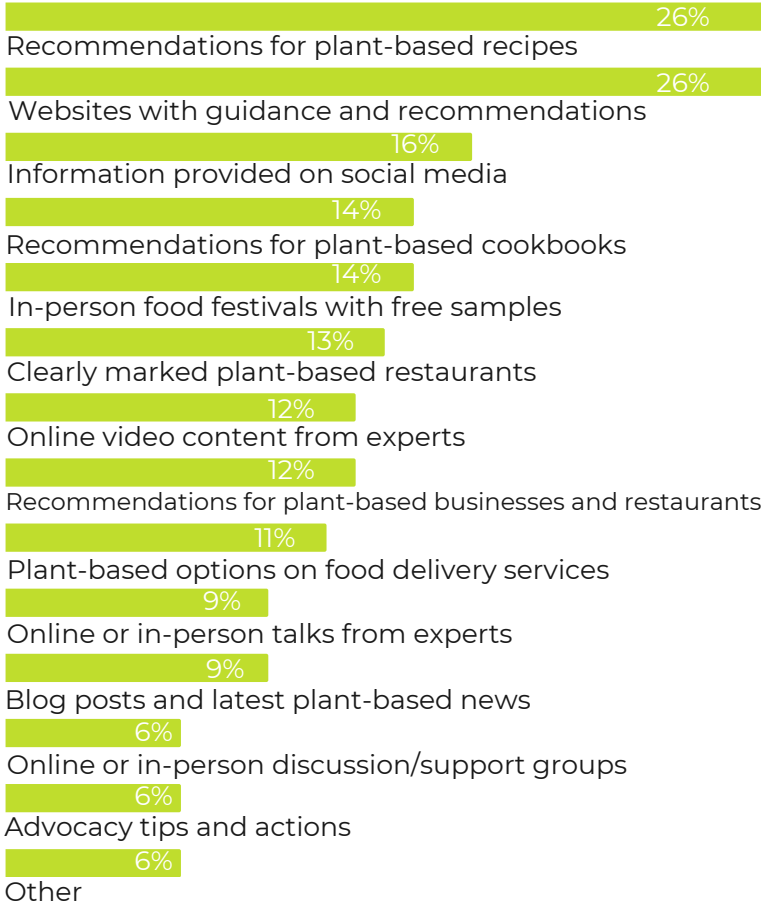 26%
Recommendations for plant-based recipes
26%
Websites with guidance and recommendations
16%
Information provided on social media
14%
Recommendations for plant-based cookbooks
14%
In-person food festivals with free samples
13%
Clearly marked plant-based restaurants
12%
Online video content from experts
12%
Recommendations for plant-based businesses and restaurants
11%
Plant-based options on food delivery services
9%
Online or in-person talks from experts
9%
Blog posts and latest plant-based news
6%
Online or in-person discussion/support groups
6%
Advocacy tips and actions
6%
Other